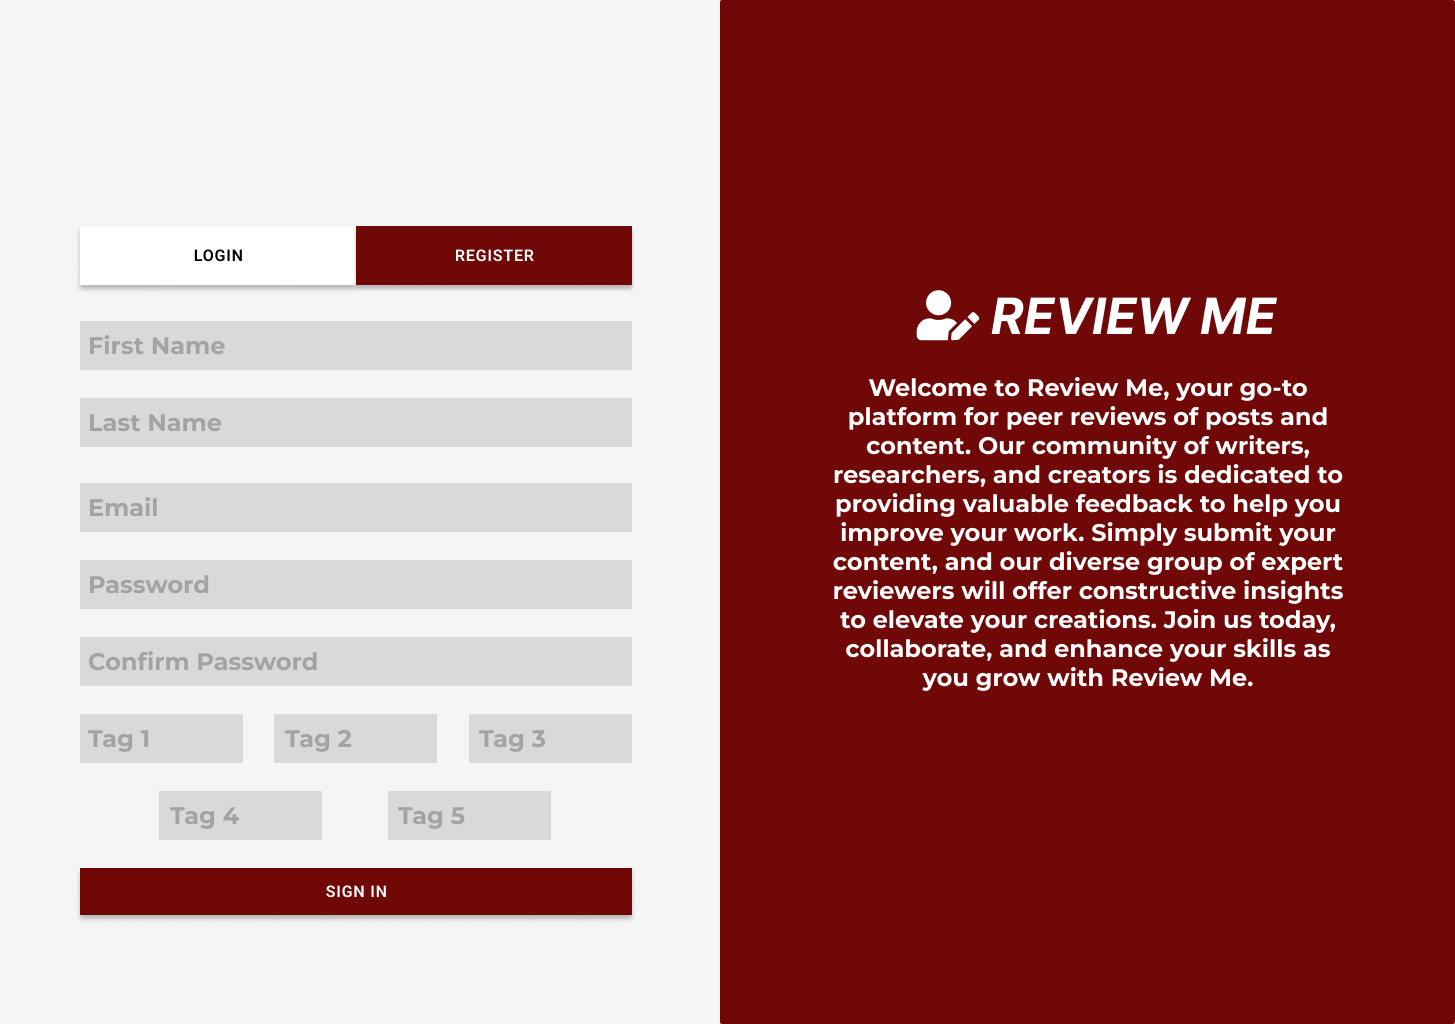 LOGIN
REGISTER
First Name
Last Name
Email
Password
Confirm Password
Tag 1
Tag 2
Tag 3
Tag 4
Tag 5
SIGN IN
REVIEW ME
Welcome to Review Me, your go-to
platform for peer reviews of posts and
content. Our community of writers,
researchers, and creators is dedicated to
providing valuable feedback to help you
improve your work. Simply submit your
content, and our diverse group of expert
reviewers will offer constructive insights
to elevate your creations. Join us today,
collaborate, and enhance your skills as
you grow with Review Me.